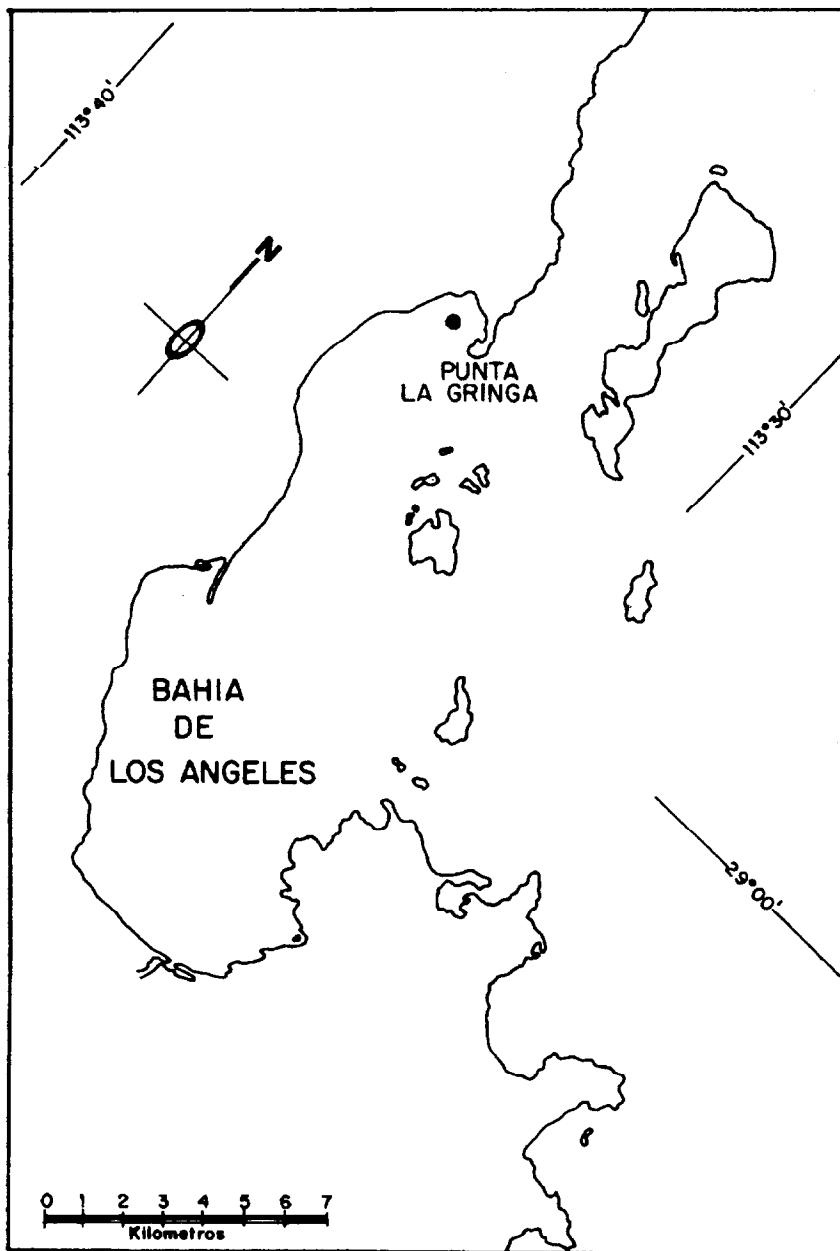 113°40'
N
PUNTA
LA GRINGA
113°30'
BAHIA
DE
LOS ANGELES
29°00'
0 1 2 3 4 5 6 7
Kilometros